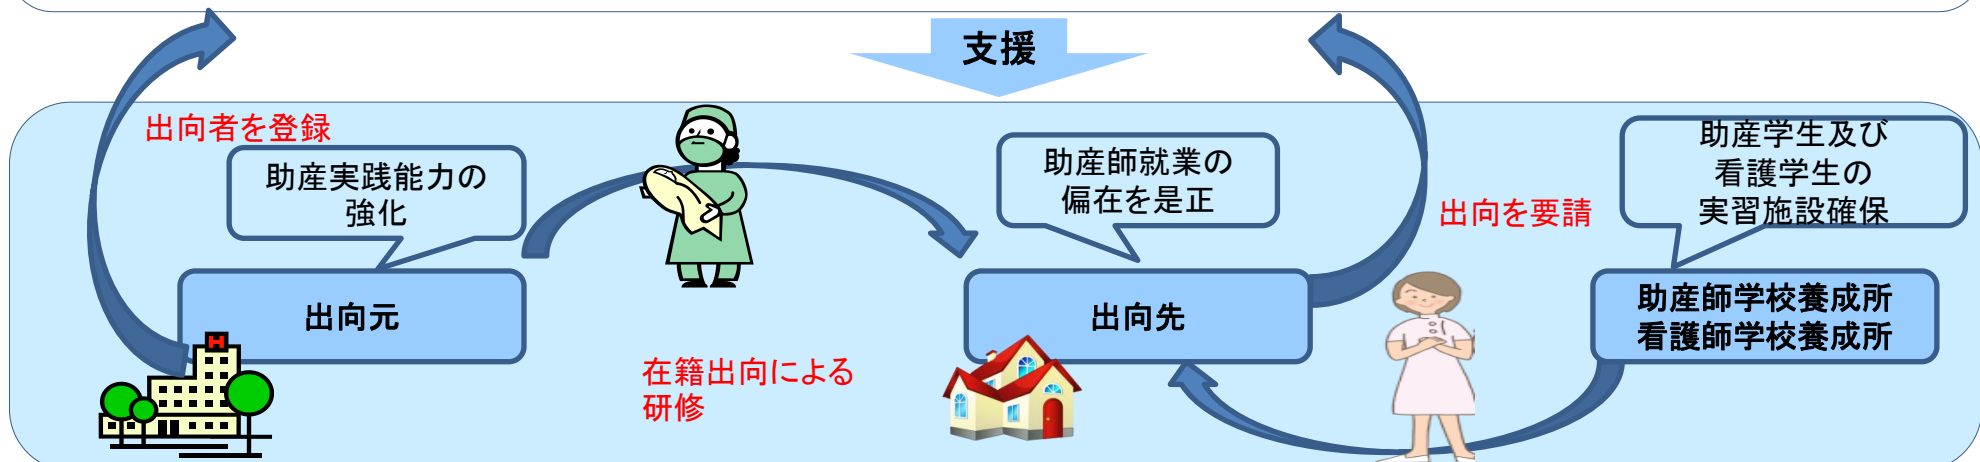 支援
出向者を登録
助産実践能力の
強化
助産師就業の
偏在を是正
助産学生及び
看護学生の
実習施設確保
出向を要請
出向元
出向先
助産師学校養成所
看護師学校養成所
在籍出向による
研修
H